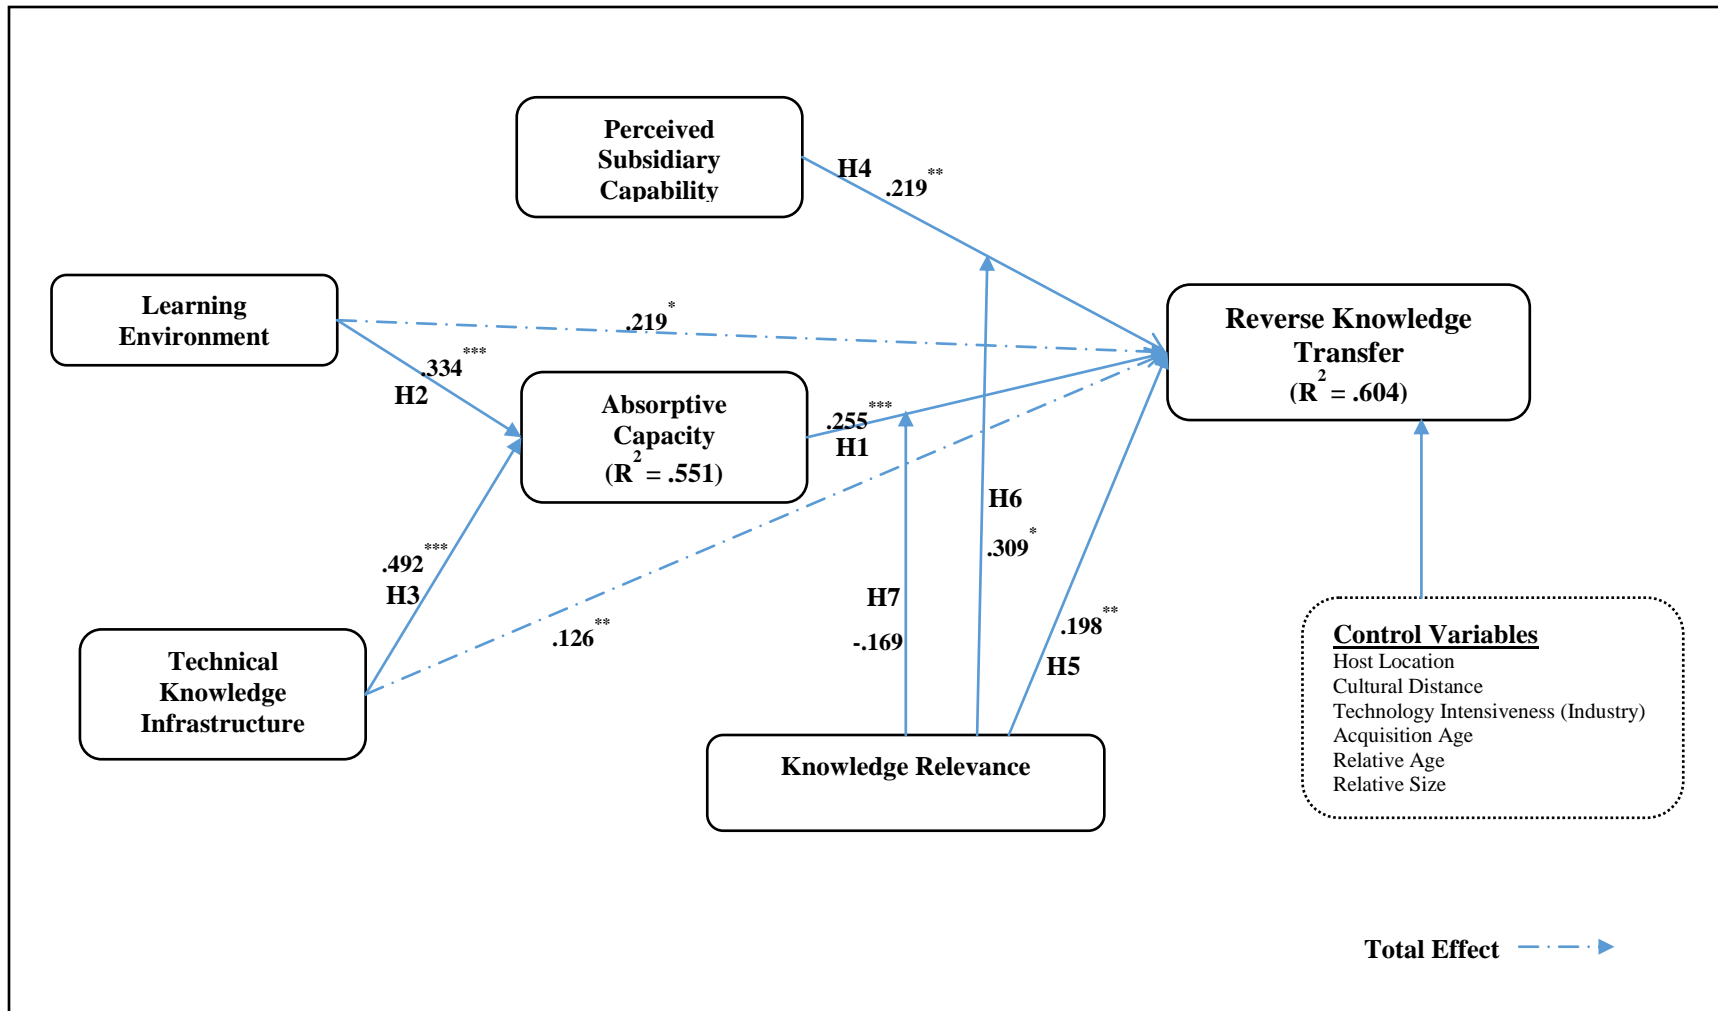 Perceived
Subsidiary
Capability
H4
.219**
Learning
Environment
.219*
Reverse Knowledge
Transfer
(R² = .604)
.334***
H2
Absorptive
Capacity
(R² = .551)
.255***
H1
H6
.309*
.492***
H3
H7
-.169
.198**
H5
.126**
Technical
Knowledge
Infrastructure
Knowledge Relevance
Control Variables
Host Location
Cultural Distance
Technology Intensiveness (Industry)
Acquisition Age
Relative Age
Relative Size
Total Effect